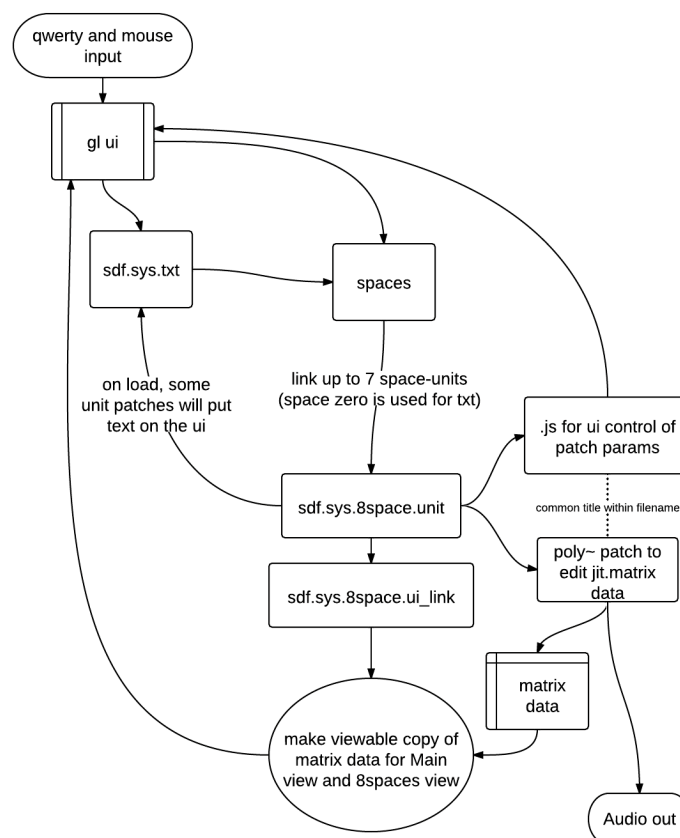 qwerty and mouse
input
gl ui
sdf.sys.txt
spaces
on load, some
unit patches will put
text on the ui
link up to 7 space-units
(space zero is used for txt)
.js for ui control of
patch params
common title within filename
sdf.sys.8space.unit
poly~ patch to
edit jit.matrix
data
sdf.sys.8space.ui_link
matrix
data
make viewable copy of
matrix data for Main
view and 8spaces view
Audio out